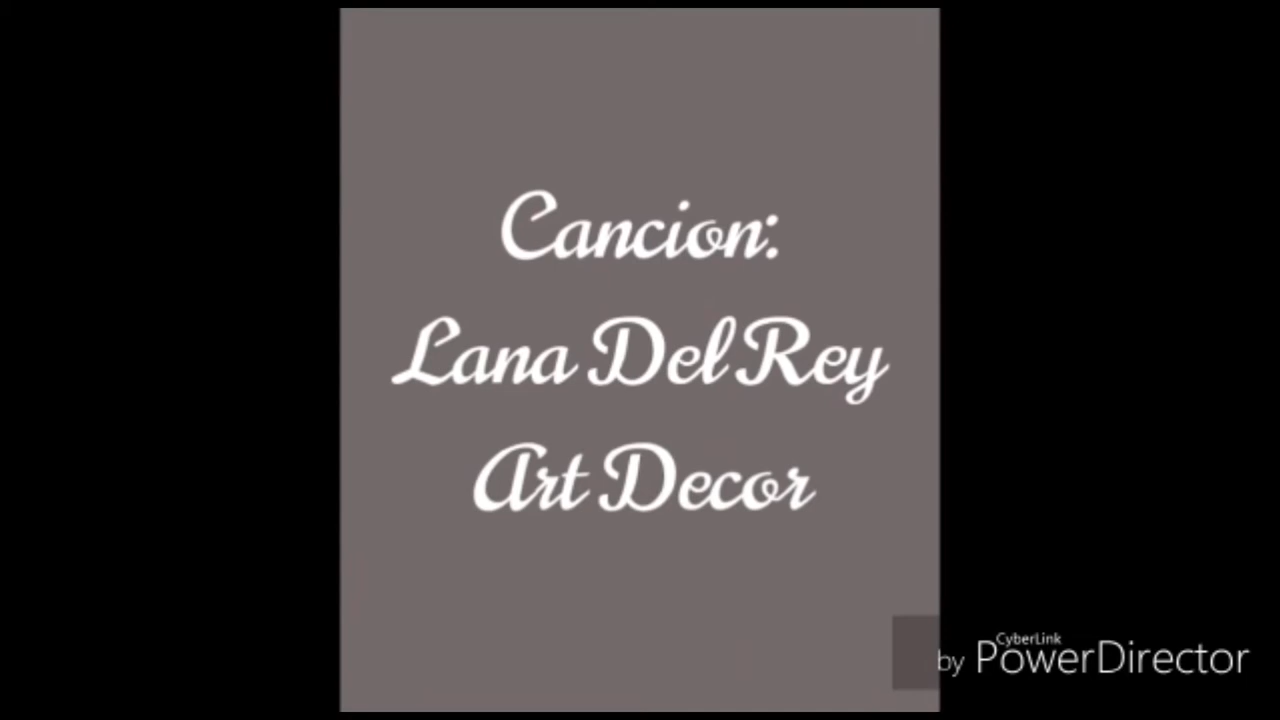 Cancion:
Lana Del Rey
Art Decor
CyberLink
by PowerDirector